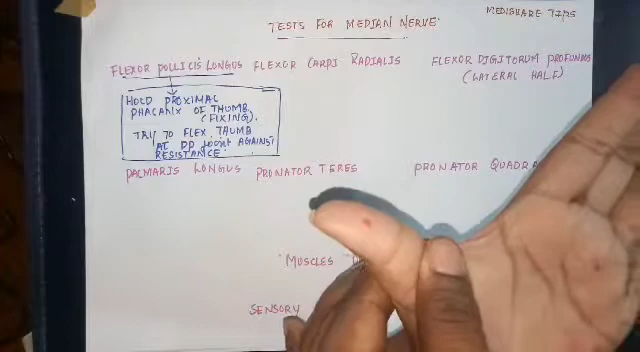 MEDISHARE TIPS
TESTS FOR MEDIAN NERVE
FLEXOR POLLICIS LONGUS FLEXOR CARPI RADIALIS FLEXOR DIGITORUM PROFUNDUS
(LATERAL HALF)
HOLD PROXIMAL
PHALANX OF THUMB.
(FIXING).
TRY TO FLEX THUMB
AT DP joint AGAINST
RESISTANCE.
PALMARIS LONGUS PRONATOR TERES PRONATOR QUADRA
"MUSCLES
SENSORY